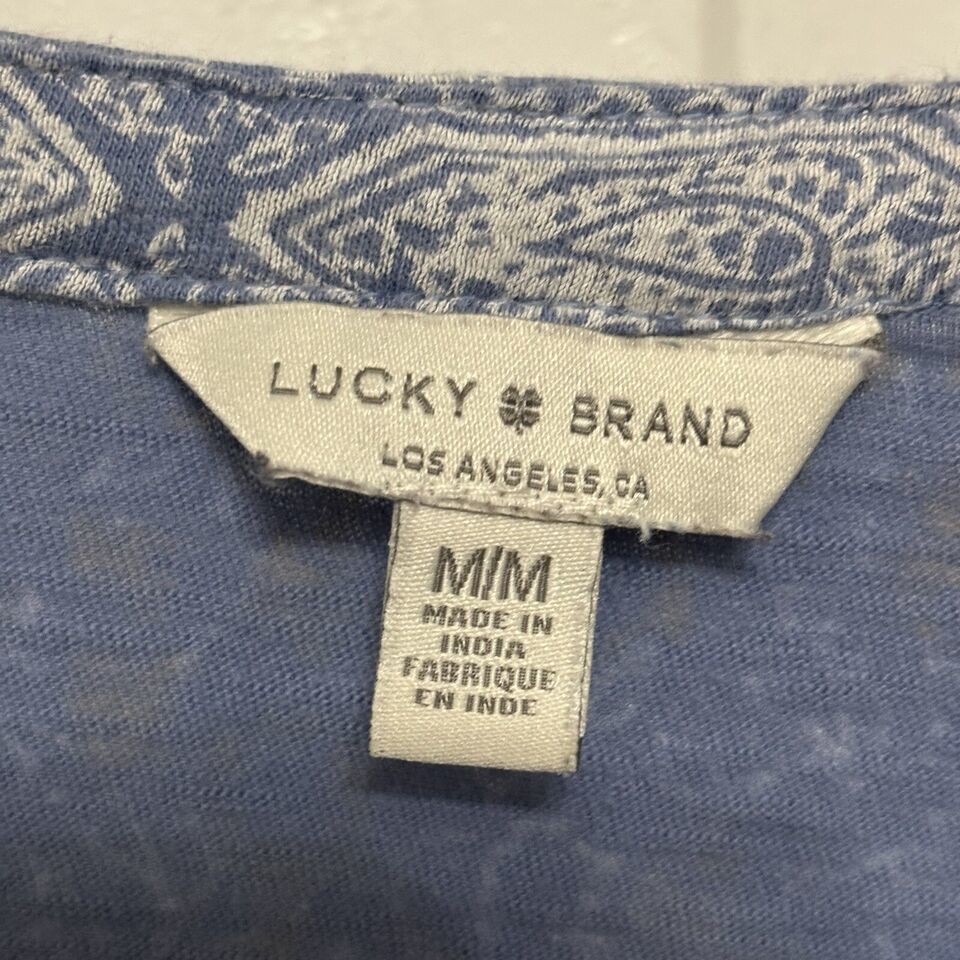 LUCKY BRAND
LOS ANGELES, CA
M/M
MADE IN
INDIA
FABRIQUE
EN INDE